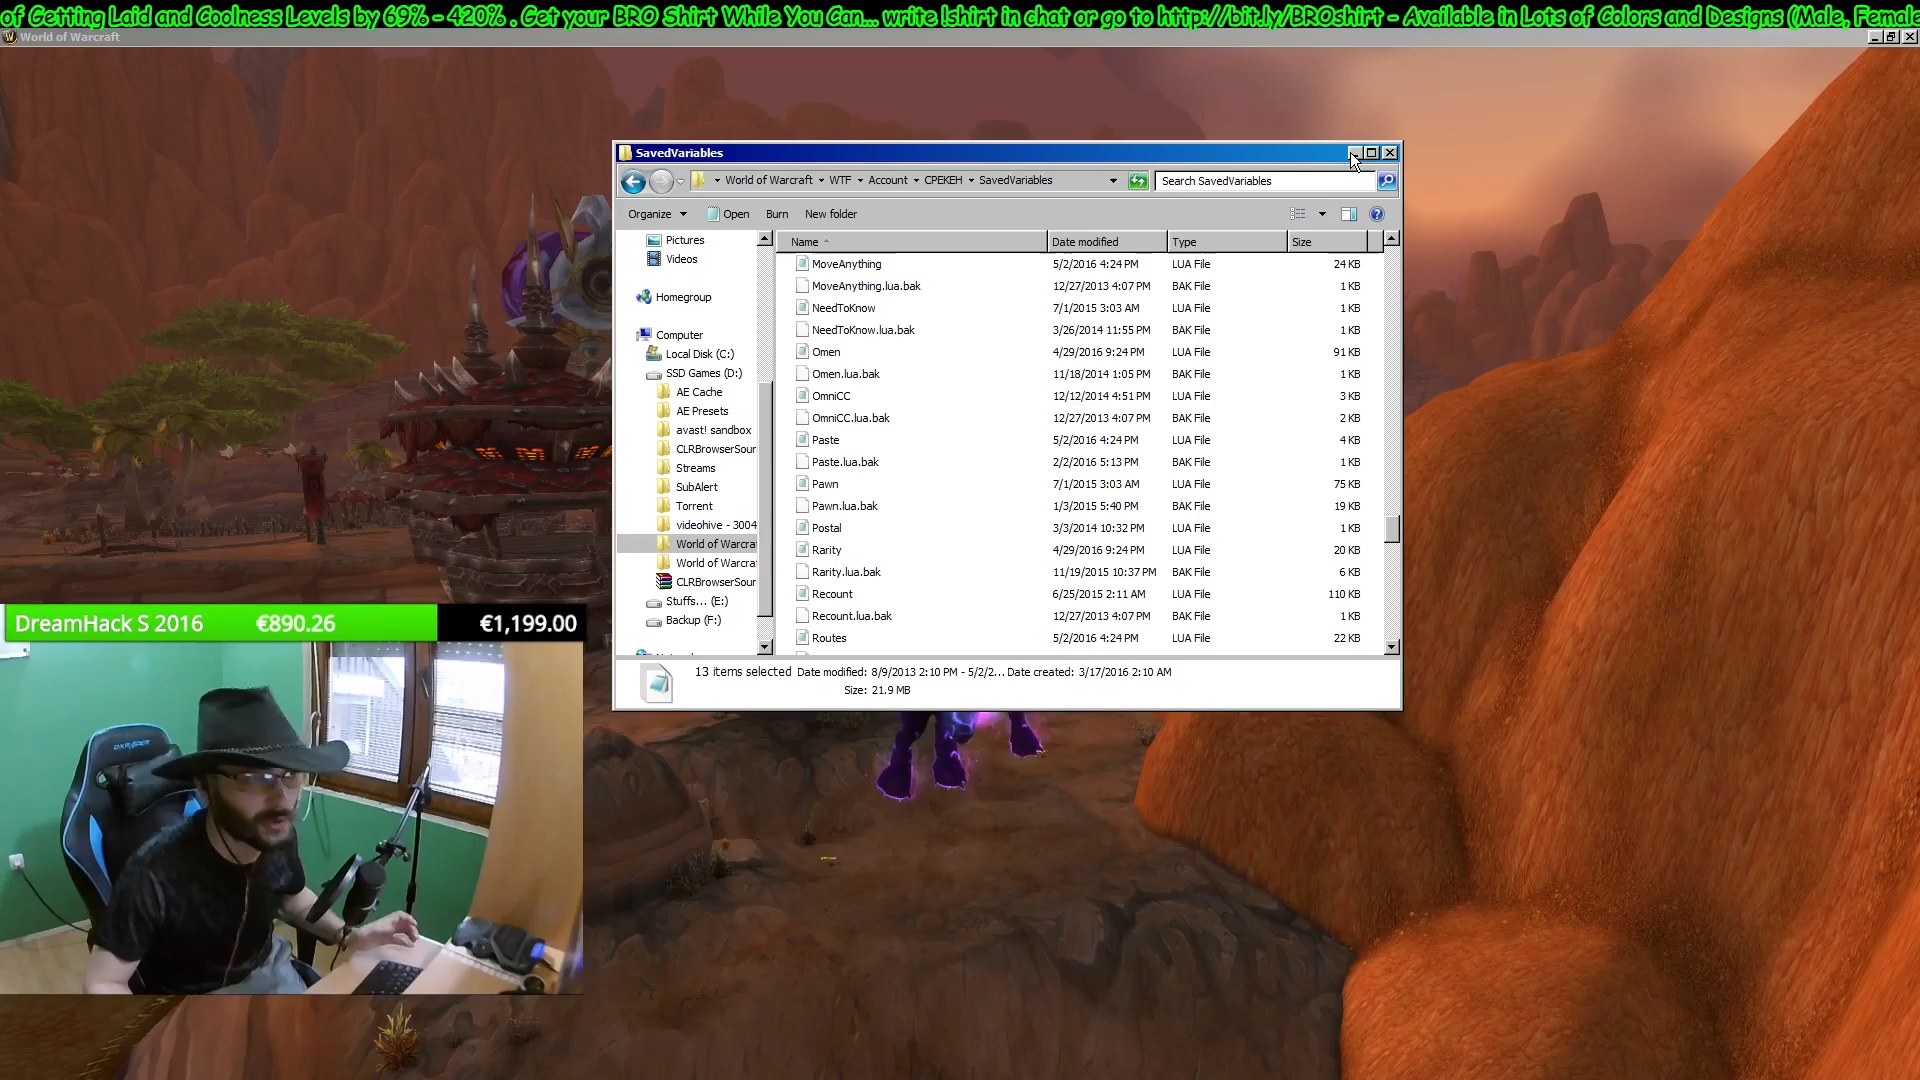 of Getting Laid and Coolness Levels by 69% - 420% . Get your BRO Shirt While You Can... write !shirt in chat or go to http://bit.ly/BROshirt - Available in Lots of Colors and Designs (Male, Female
World of Warcraft
SavedVariables
World of Warcraft WTF Account CPEKEH SavedVariables
Search SavedVariables
Organize Open Burn New folder
Pictures
Videos
Homegroup
Computer
Local Disk (C:)
SSD Games (D:)
AE Cache
AE Presets
avast! sandbox
CLRBrowserSour
Streams
SubAlert
Torrent
videohive - 3004
World of Warcra
World of Warcra
CLRBrowserSour
Stuffs... (E:)
Backup (F:)
Name Date modified Type Size
MoveAnything 5/2/2016 4:24 PM LUA File 24 KB
MoveAnything.lua.bak 12/27/2013 4:07 PM BAK File 1 KB
NeedToKnow 7/1/2015 3:03 AM LUA File 1 KB
NeedToKnow.lua.bak 3/26/2014 11:55 PM BAK File 1 KB
Omen 4/29/2016 9:24 PM LUA File 91 KB
Omen.lua.bak 11/18/2014 1:05 PM BAK File 1 KB
OmniCC 12/12/2014 4:51 PM LUA File 3 KB
OmniCC.lua.bak 12/27/2013 4:07 PM BAK File 2 KB
Paste 5/2/2016 4:24 PM LUA File 4 KB
Paste.lua.bak 2/2/2016 5:13 PM BAK File 1 KB
Pawn 7/1/2015 3:03 AM LUA File 75 KB
Pawn.lua.bak 1/3/2015 5:40 PM BAK File 19 KB
Postal 3/3/2014 10:32 PM LUA File 1 KB
Rarity 4/29/2016 9:24 PM LUA File 20 KB
Rarity.lua.bak 11/19/2015 10:37 PM BAK File 6 KB
Recount 6/25/2015 2:11 AM LUA File 110 KB
Recount.lua.bak 12/27/2013 4:07 PM BAK File 1 KB
Routes 5/2/2016 4:24 PM LUA File 22 KB
13 items selected Date modified: 8/9/2013 2:10 PM - 5/2/2... Date created: 3/17/2016 2:10 AM
Size: 21.9 MB
DreamHack S 2016 €890.26 €1,199.00
DXRACER